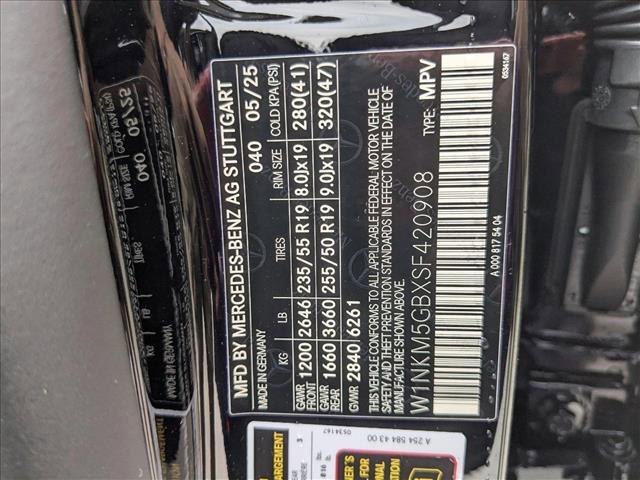 MFD BY MERCEDES-BENZ AG STUTTGART
MADE IN GERMANY 040 05/25
KG LB TIRES RIM SIZE COLD KPA(PSI)
GAWR FRONT 1200 2646 235/55 R19 8.0Jx19 280(41)
GAWR REAR 1660 3660 255/50 R19 9.0Jx19 320(47)
GVWR 2840 6261
THIS VEHICLE CONFORMS TO ALL APPLICABLE FEDERAL MOTOR VEHICLE
SAFETY AND THEFT PREVENTION STANDARDS IN EFFECT ON THE DATE OF
MANUFACTURE SHOWN ABOVE.
W1NKM5GBXSF420908 TYPE: MPV
A 000 817 54 04
0534167
A 254 584 43 00
0534167
3